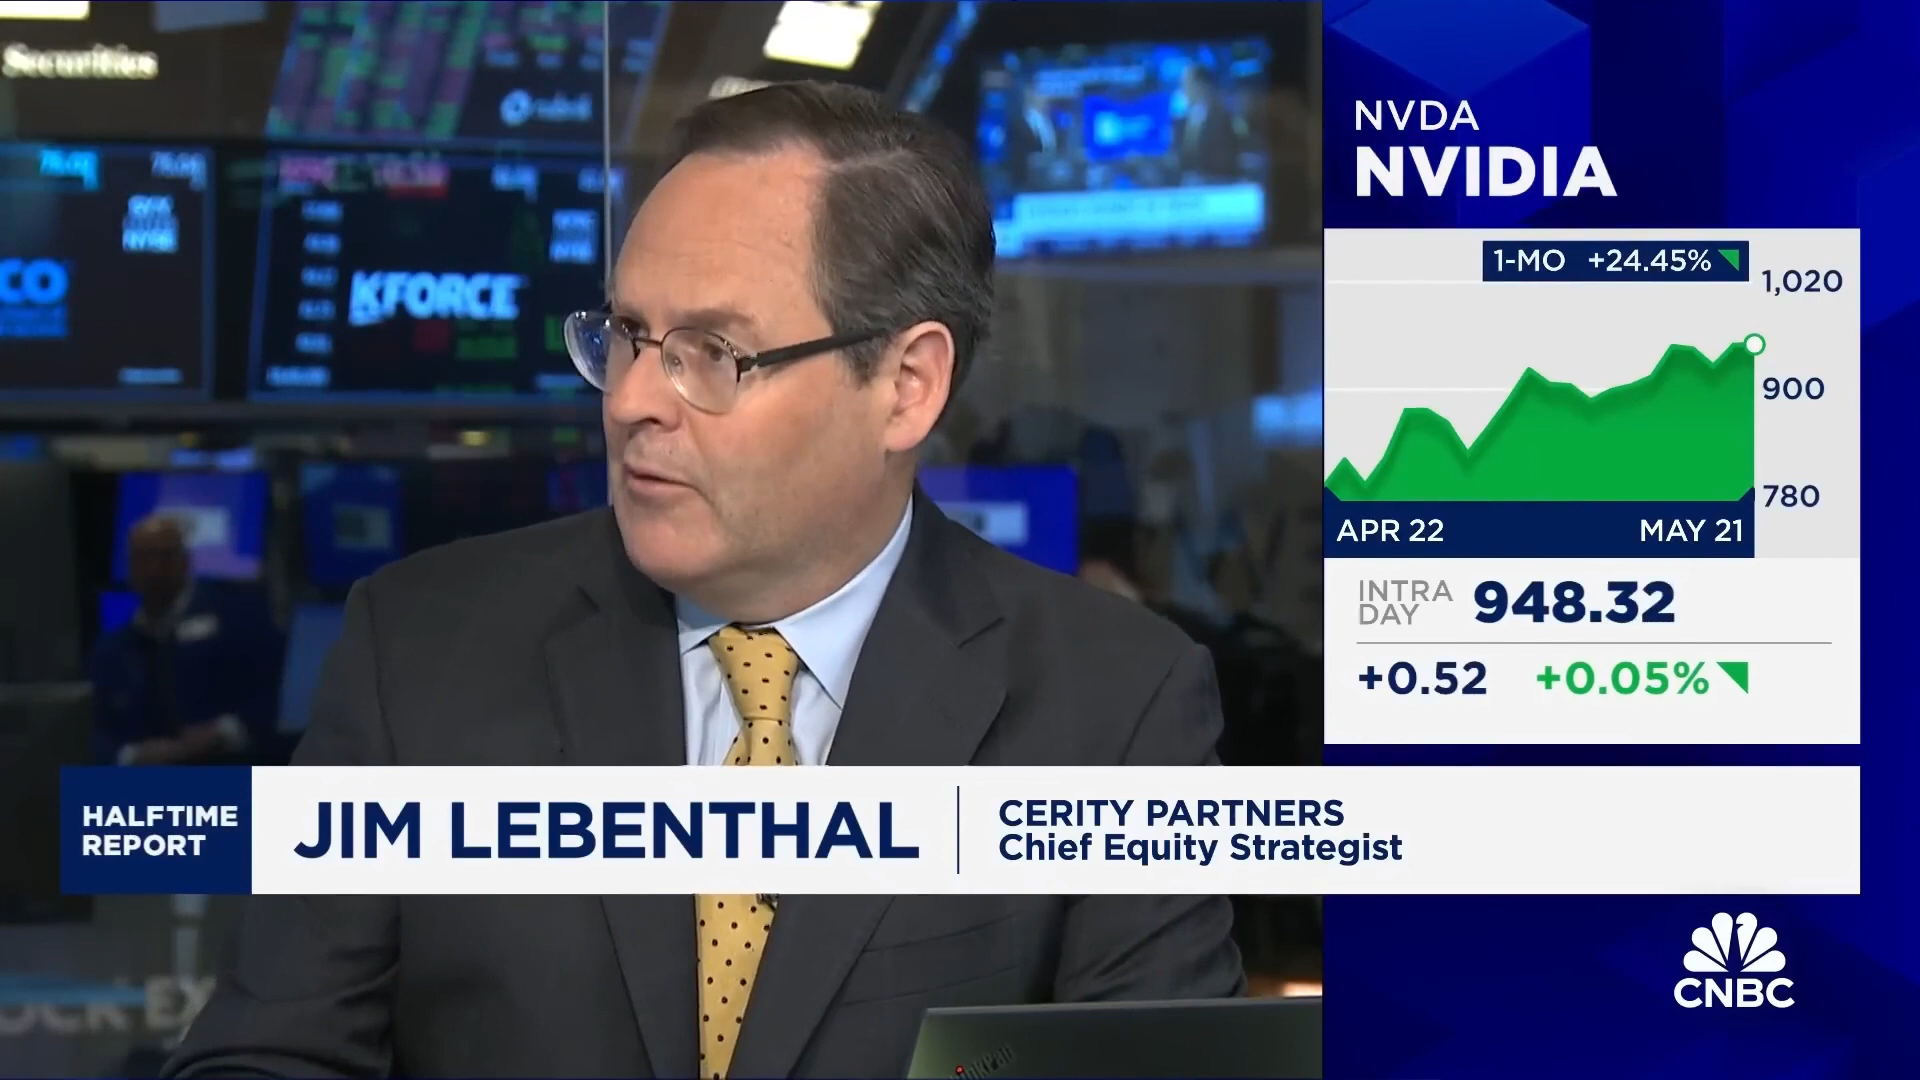 Securities
KFORCE
NVDA
NVIDIA
1-MO +24.45%
1,020
900
780
APR 22 MAY 21
INTRA
DAY
948.32
+0.52 +0.05%
HALFTIME
REPORT
JIM LEBENTHAL
CERITY PARTNERS
Chief Equity Strategist
CNBC